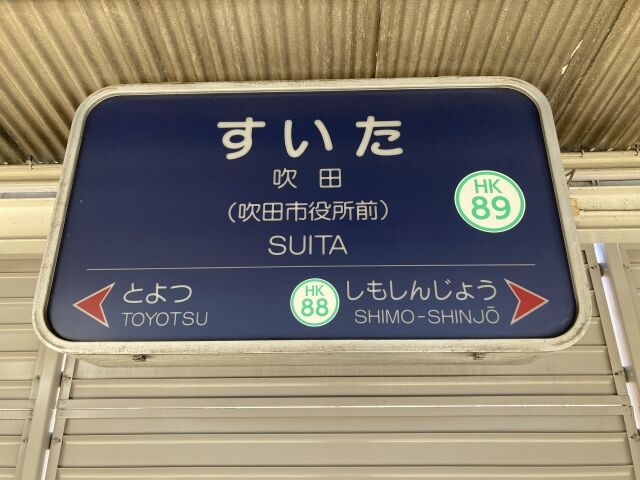 すいた
吹田
(吹田市役所前)
SUITA
HK
89
とよつ
TOYOTSU
HK
88
しもしんじょう
SHIMO-SHINJŌ